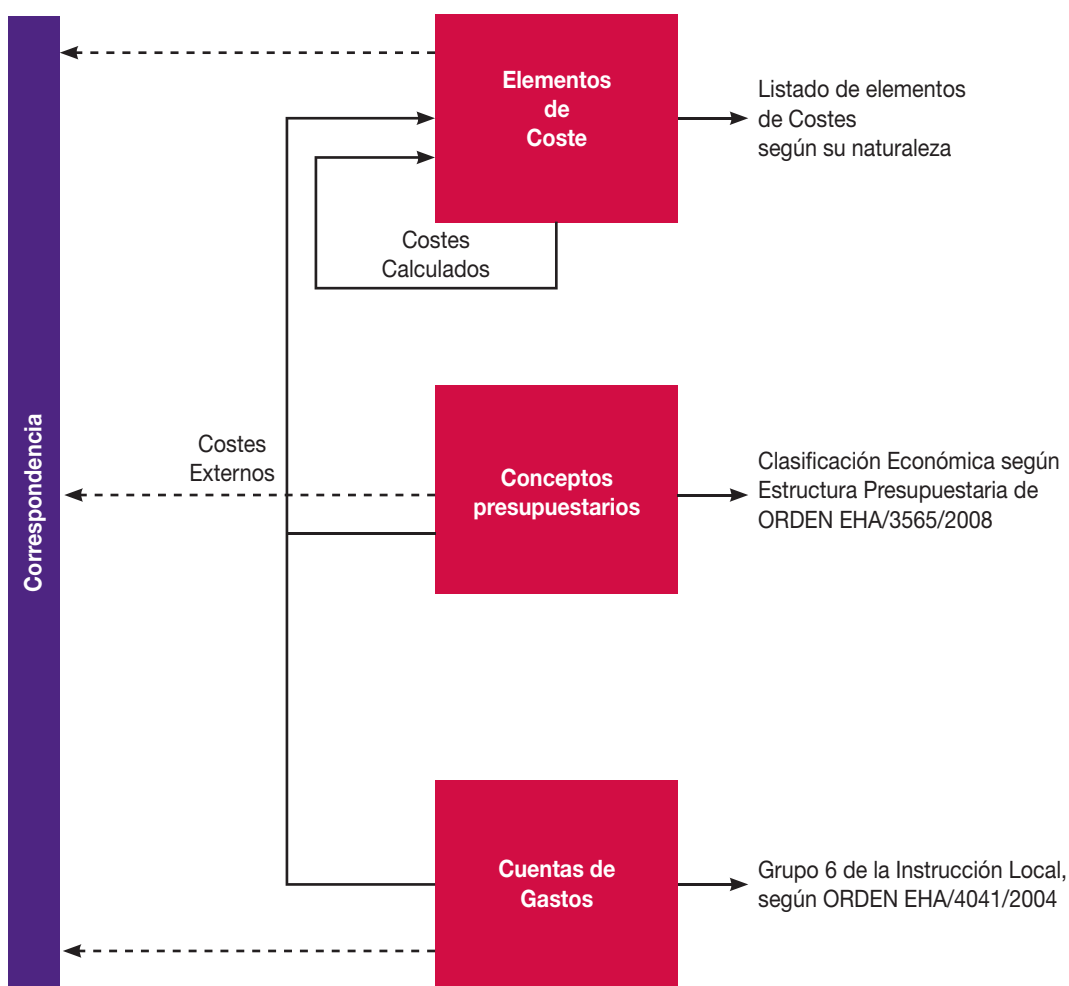 Elementos
de
Coste
Listado de elementos
de Costes
según su naturaleza
Costes
Calculados
Correspondencia
Costes
Externos
Conceptos
presupuestarios
Clasificación Económica según
Estructura Presupuestaria de
ORDEN EHA/3565/2008
Cuentas de
Gastos
Grupo 6 de la Instrucción Local,
según ORDEN EHA/4041/2004